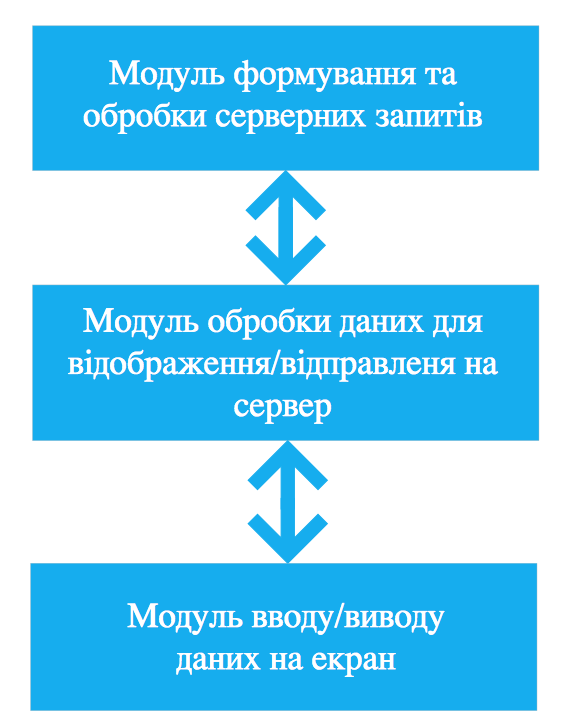 Модуль формування та
обробки серверних запитів
Модуль обробки даних для
відображення/відправленя на
сервер
Модуль вводу/виводу
даних на екран